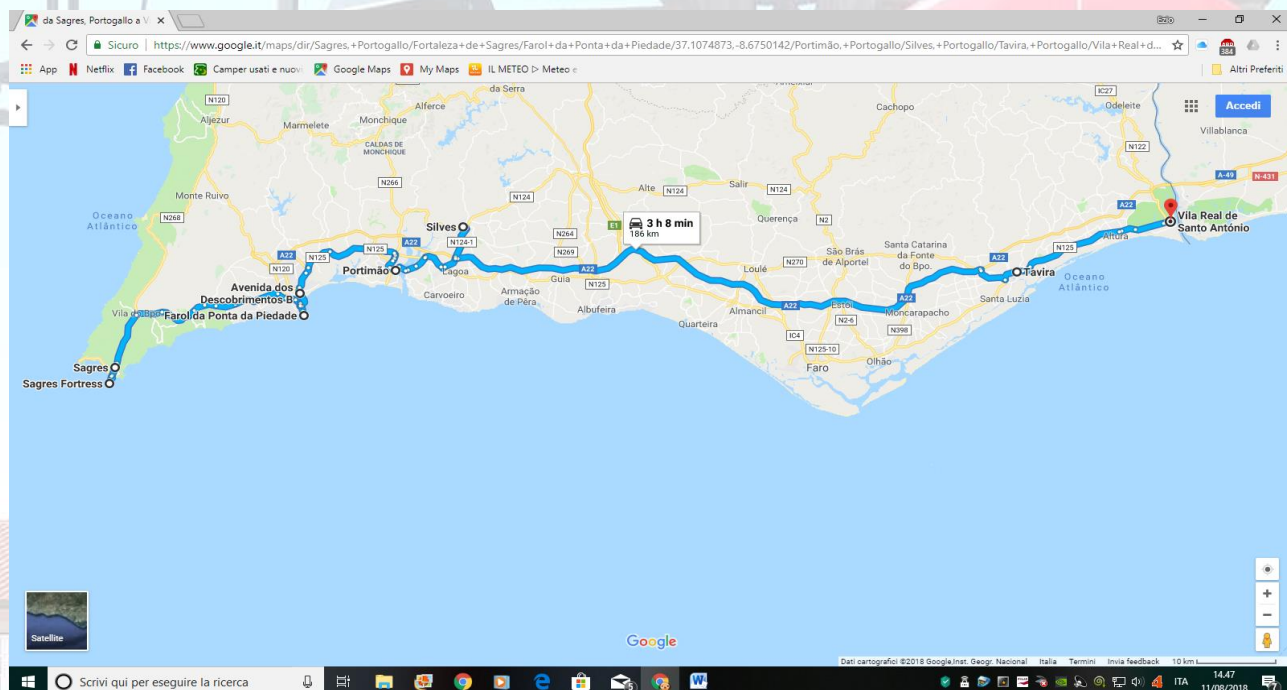 da Sagres, Portogallo a V
Ezio
Sicuro
https://www.google.it/maps/dir/Sagres,+Portogallo/Fortaleza+de+Sagres/Farol+da+Ponta+da+Piedade/37.1074873,-8.6750142/Portimão,+Portogallo/Silves,+Portogallo/Tavira,+Portogallo/Vila+Real+d...
384
App Netflix Facebook Camper usati e nuov Google Maps My Maps IL METEO ▷ Meteo e Altri Preferiti
Accedi
da Serra
N120
Aljezur
Marmelete
Alferce
Monchique
CALDAS DE
MONCHIQUE
N266
Cachopo
IC27
Odeleite
Villablanca
N122
A-49
N-431
Monte Ruivo
Oceano
Atlântico
N268
N124
Alte
N124
Salir
N124
Querença
N2
A22
Silves
N124-1
N264
N269
E1
3 h 8 min
186 km
Vila Real de
Santo António
Altura
N125
A22
N125
N120
N125
A22
Portimão
Lagoa
Guia
A22
N125
Loulé
N270
São Brás
de Alportel
Santa Catarina
da Fonte
do Bpo.
A22
Tavira
Oceano
Atlântico
Avenida dos
Descobrimentos B
Farol da Ponta da Piedade
Vila do Bpo
Carvoeiro
Armação
de Pêra
Albufeira
Quarteira
Almancil
A22
Estoi
A22
Moncarapacho
Santa Luzia
N2-6
N398
IC4
N125-10
Olhão
Faro
Sagres
Sagres Fortress
Satellite
Google
Dati cartografici ©2018 Google,Inst. Geogr. Nacional Italia Termini Invia feedback 10 km
Scrivi qui per eseguire la ricerca
ITA
14.47
11/08/2018